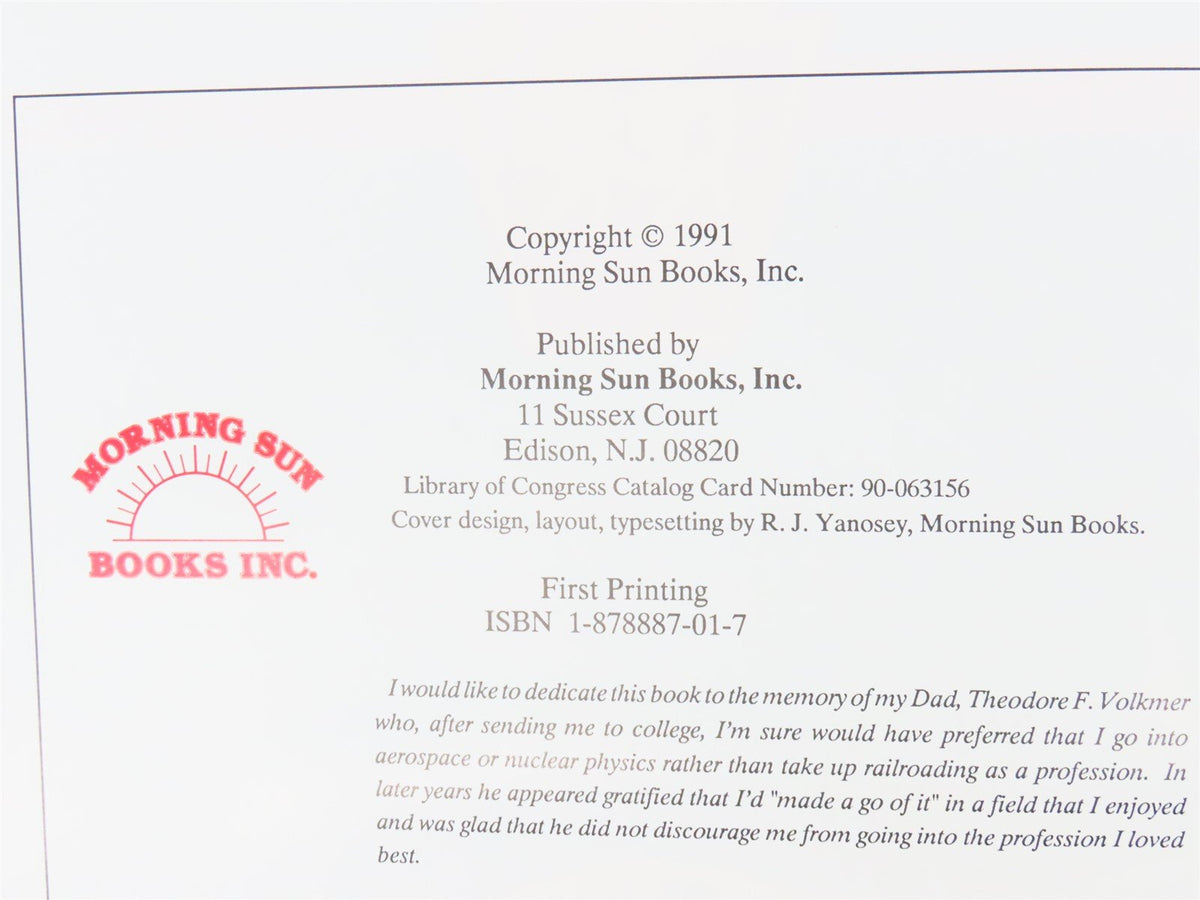 Copyright © 1991
Morning Sun Books, Inc.
Published by
Morning Sun Books, Inc.
11 Sussex Court
Edison, N.J. 08820
Library of Congress Catalog Card Number: 90-063156
Cover design, layout, typesetting by R. J. Yanosey, Morning Sun Books.
MORNING SUN
BOOKS INC.
First Printing
ISBN 1-878887-01-7
I would like to dedicate this book to the memory of my Dad, Theodore F. Volkmer
who, after sending me to college, I'm sure would have preferred that I go into
aerospace or nuclear physics rather than take up railroading as a profession. In
later years he appeared gratified that I'd "made a go of it" in a field that I enjoyed
and was glad that he did not discourage me from going into the profession I loved
best.